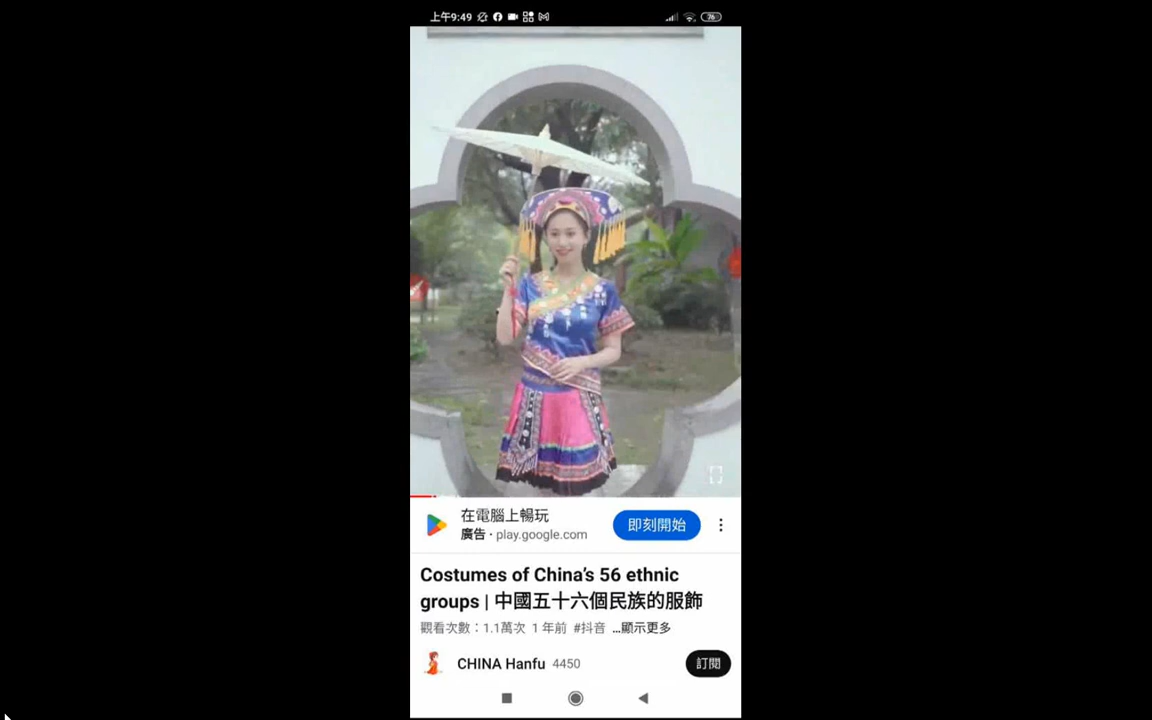 上午9:49
76
在電腦上暢玩
廣告 · play.google.com
即刻開始
Costumes of China's 56 ethnic
groups | 中國五十六個民族的服飾
觀看次數：1.1萬次 1 年前 #抖音 ...顯示更多
CHINA Hanfu 4450
訂閱